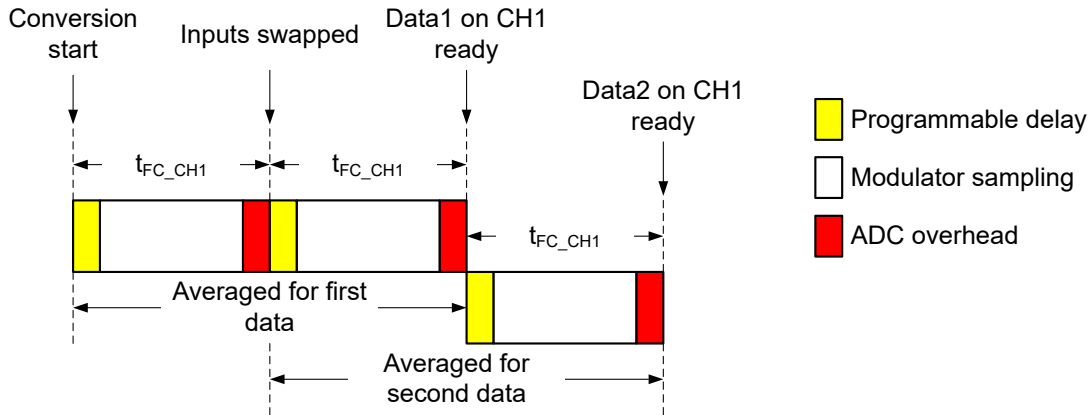 Conversion
start
Inputs swapped
Data1 on CH1
ready
Data2 on CH1
ready
tFC_CH1
tFC_CH1
tFC_CH1
Averaged for first
data
Averaged for
second data
Programmable delay
Modulator sampling
ADC overhead